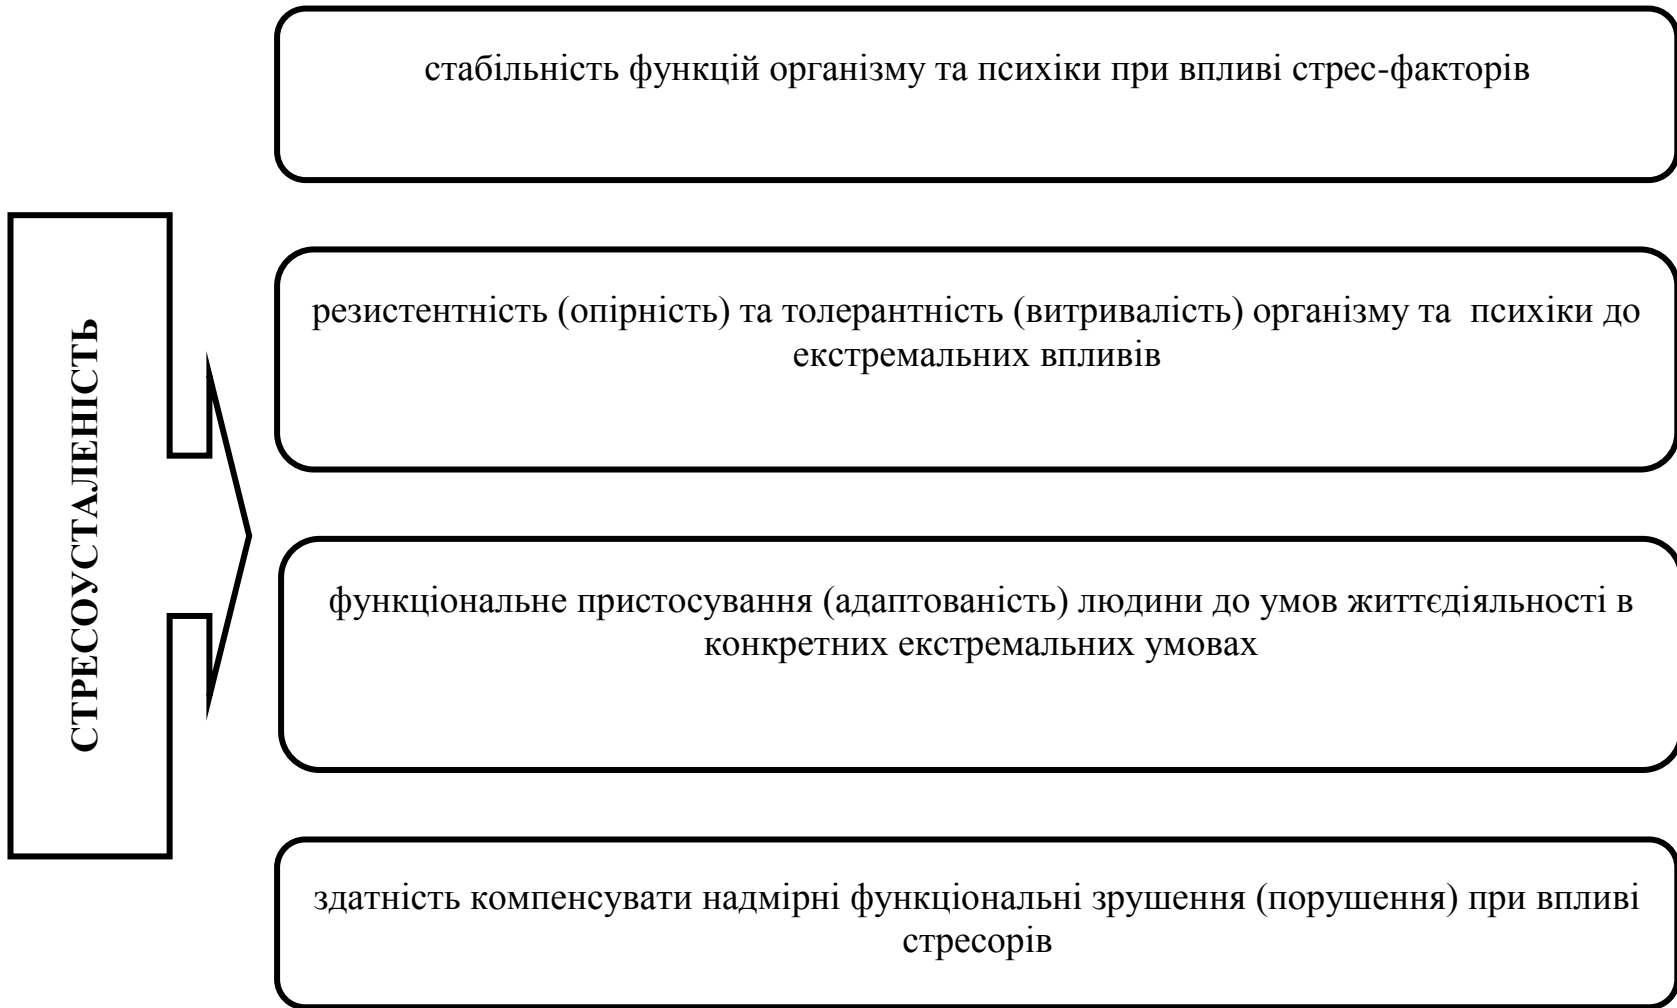 СТРЕСОУСТАЛЕНІСТЬ
стабільність функцій організму та психіки при впливі стрес-факторів
резистентність (опірність) та толерантність (витривалість) організму та психіки до
екстремальних впливів
функціональне пристосування (адаптованість) людини до умов життєдіяльності в
конкретних екстремальних умовах
здатність компенсувати надмірні функціональні зрушення (порушення) при впливі
стресорів